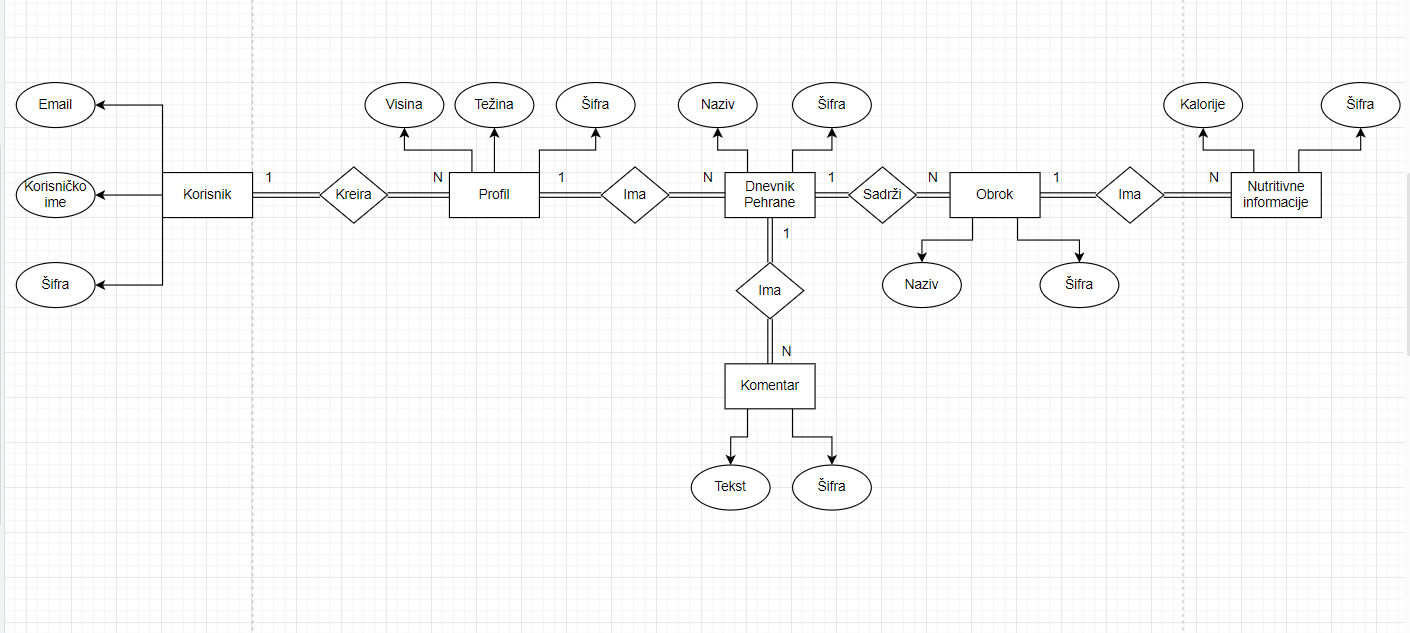 Email
Visina
Težina
Šifra
Naziv
Šifra
Kalorije
Šifra
Korisničko
ime
Korisnik
1
Kreira
N
Profil
1
Ima
N
Dnevnik
Pehrane
1
Sadrži
N
Obrok
1
Ima
N
Nutritivne
informacije
1
Šifra
Ima
Naziv
Šifra
N
Komentar
Tekst
Šifra